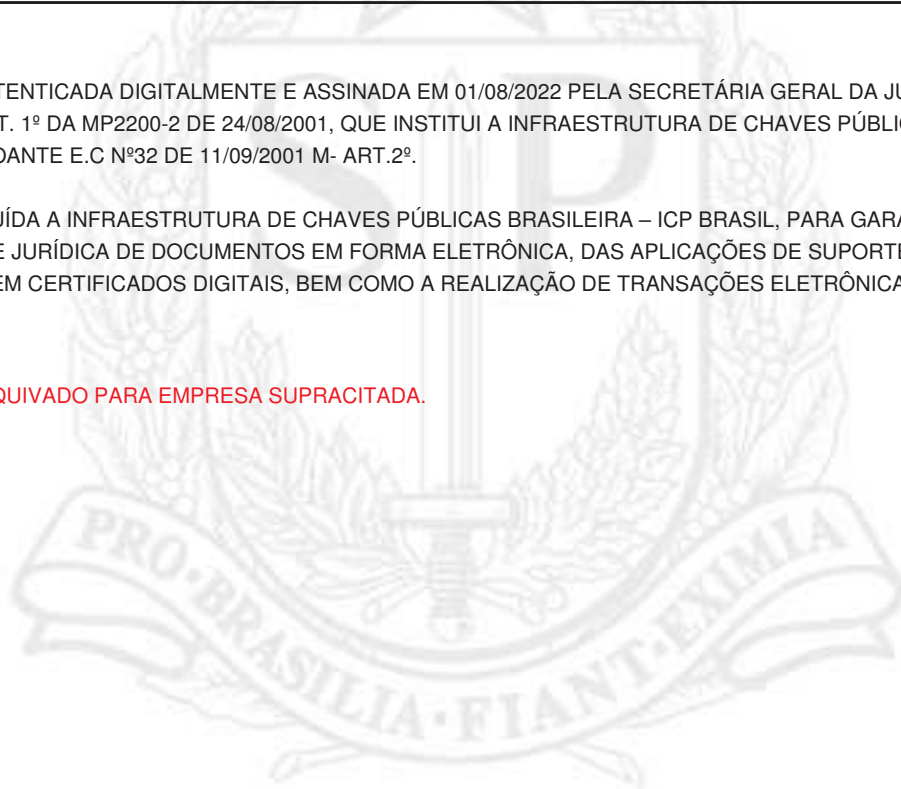 TENTICADA DIGITALMENTE E ASSINADA EM 01/08/2022 PELA SECRETÁRIA GERAL DA JU
T. 1º DA MP2200-2 DE 24/08/2001, QUE INSTITUI A INFRAESTRUTURA DE CHAVES PÚBLIC
DANTE E.C Nº32 DE 11/09/2001 M- ART.2º.
UÍDA A INFRAESTRUTURA DE CHAVES PÚBLICAS BRASILEIRA – ICP BRASIL, PARA GARA
E JURÍDICA DE DOCUMENTOS EM FORMA ELETRÔNICA, DAS APLICAÇÕES DE SUPORTE
EM CERTIFICADOS DIGITAIS, BEM COMO A REALIZAÇÃO DE TRANSAÇÕES ELETRÔNICA
QUIVADO PARA EMPRESA SUPRACITADA.
SP
PRO·BRASILIA·FIANT·EXIMIA